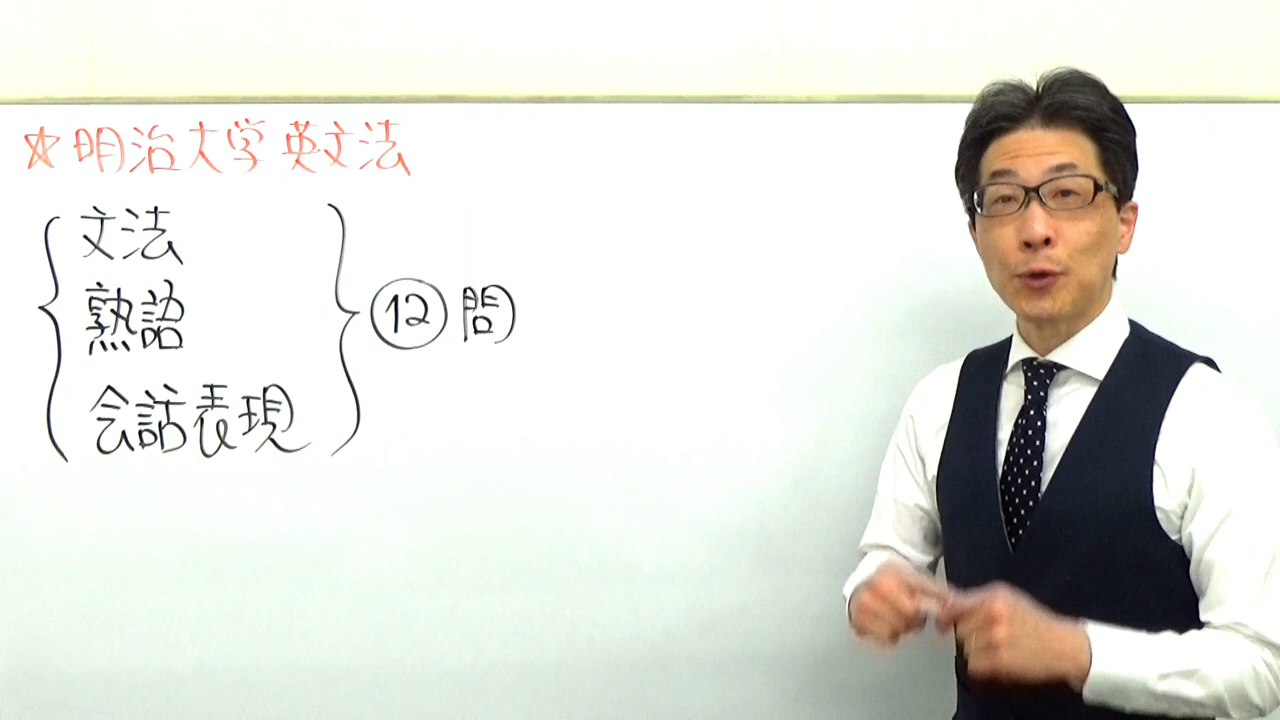 ☆明治大学 英文法
文法
熟語
会話表現
⑫問